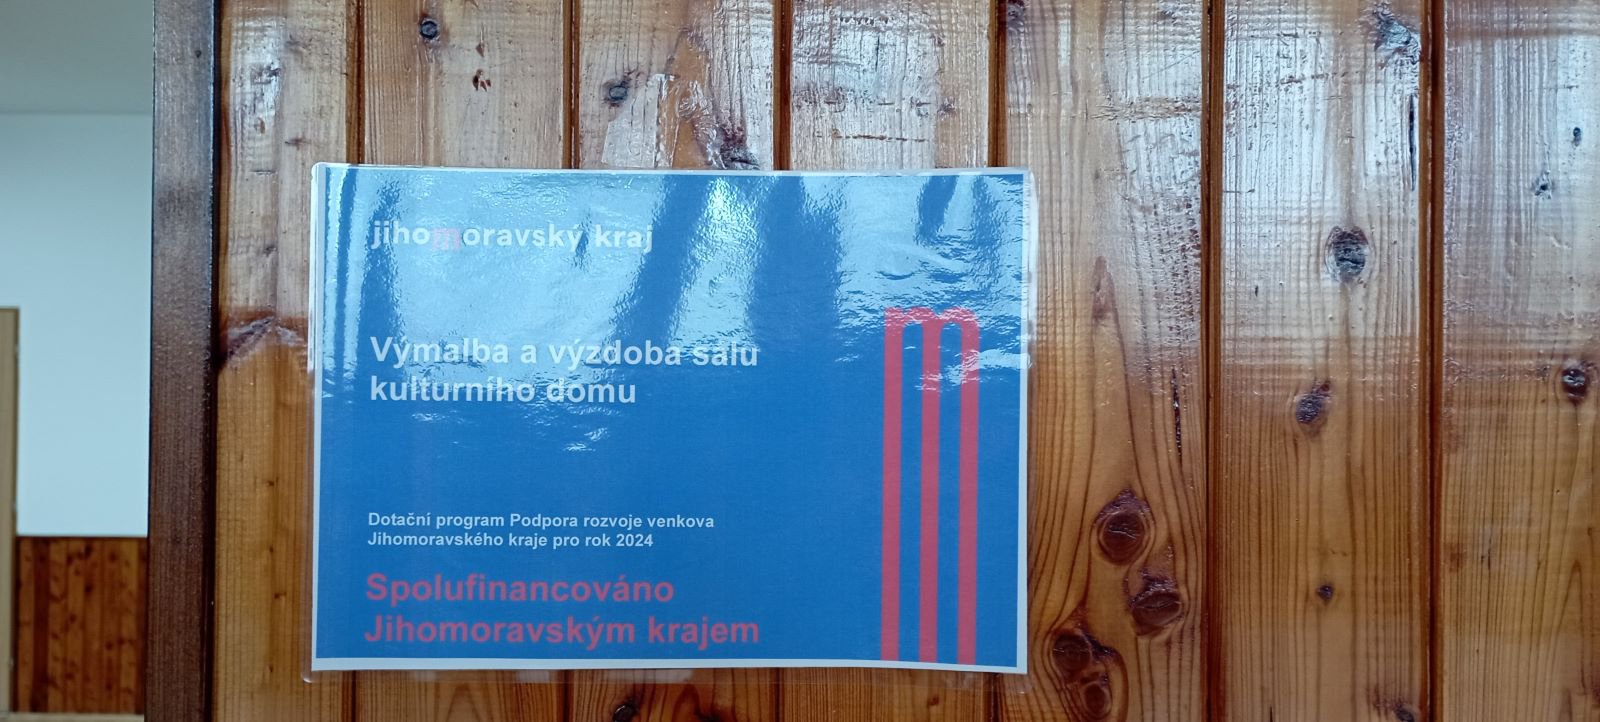 jihomoravský kraj
Výmalba a výzdoba sálu
kulturního domu
Dotační program Podpora rozvoje venkova
Jihomoravského kraje pro rok 2024
Spolufinancováno
Jihomoravským krajem
m